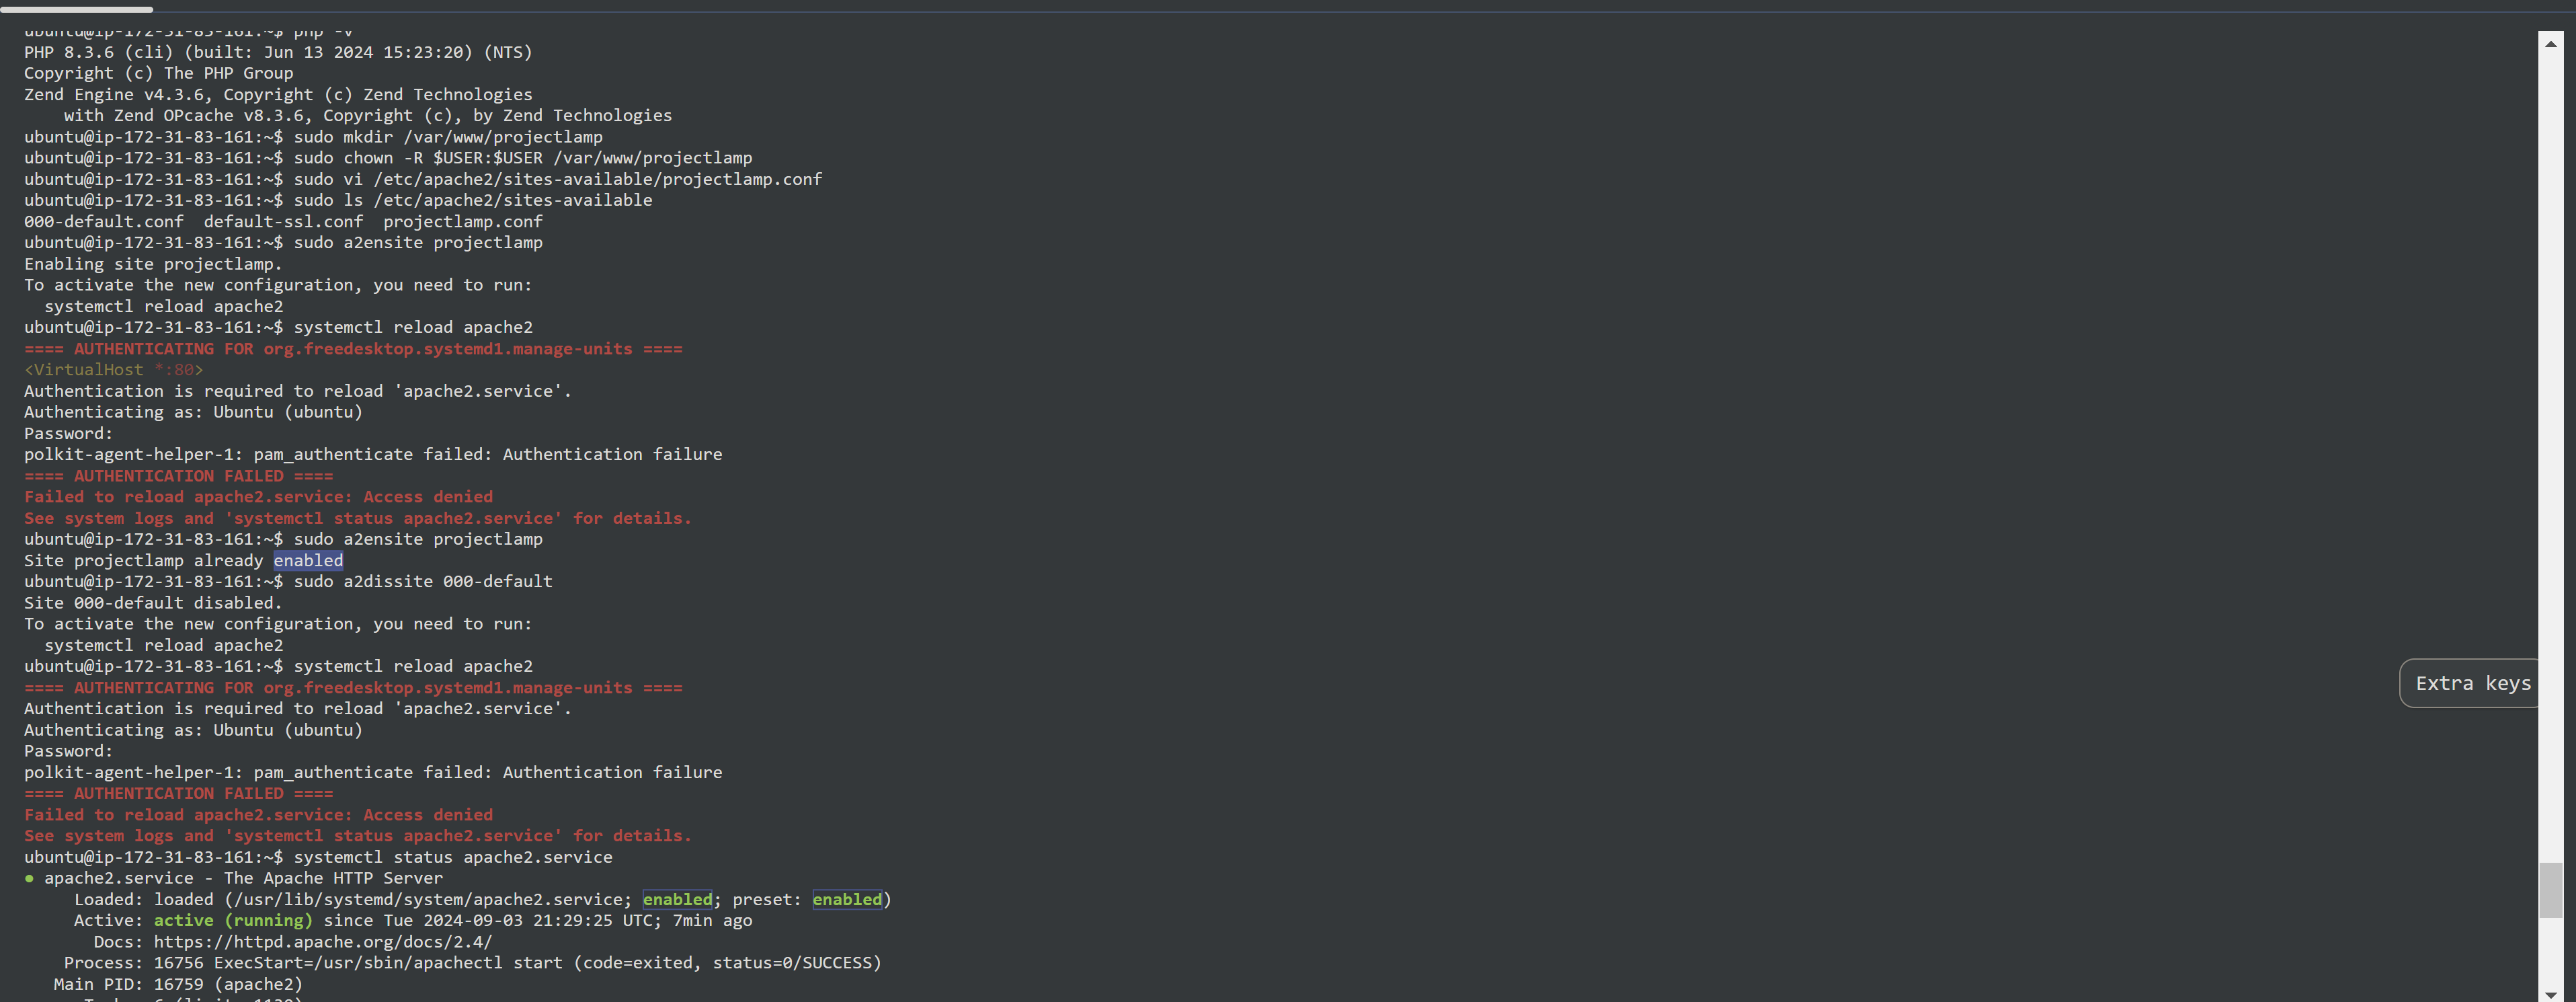 ubuntu@ip-172-31-83-161:~$ php -v
PHP 8.3.6 (cli) (built: Jun 13 2024 15:23:20) (NTS)
Copyright (c) The PHP Group
Zend Engine v4.3.6, Copyright (c) Zend Technologies
    with Zend OPcache v8.3.6, Copyright (c), by Zend Technologies
ubuntu@ip-172-31-83-161:~$ sudo mkdir /var/www/projectlamp
ubuntu@ip-172-31-83-161:~$ sudo chown -R $USER:$USER /var/www/projectlamp
ubuntu@ip-172-31-83-161:~$ sudo vi /etc/apache2/sites-available/projectlamp.conf
ubuntu@ip-172-31-83-161:~$ sudo ls /etc/apache2/sites-available
000-default.conf  default-ssl.conf  projectlamp.conf
ubuntu@ip-172-31-83-161:~$ sudo a2ensite projectlamp
Enabling site projectlamp.
To activate the new configuration, you need to run:
  systemctl reload apache2
ubuntu@ip-172-31-83-161:~$ systemctl reload apache2
==== AUTHENTICATING FOR org.freedesktop.systemd1.manage-units ====
<VirtualHost *:80>
Authentication is required to reload 'apache2.service'.
Authenticating as: Ubuntu (ubuntu)
Password:
polkit-agent-helper-1: pam_authenticate failed: Authentication failure
==== AUTHENTICATION FAILED ====
Failed to reload apache2.service: Access denied
See system logs and 'systemctl status apache2.service' for details.
ubuntu@ip-172-31-83-161:~$ sudo a2ensite projectlamp
Site projectlamp already enabled
ubuntu@ip-172-31-83-161:~$ sudo a2dissite 000-default
Site 000-default disabled.
To activate the new configuration, you need to run:
  systemctl reload apache2
ubuntu@ip-172-31-83-161:~$ systemctl reload apache2
==== AUTHENTICATING FOR org.freedesktop.systemd1.manage-units ====
Authentication is required to reload 'apache2.service'.
Authenticating as: Ubuntu (ubuntu)
Password:
polkit-agent-helper-1: pam_authenticate failed: Authentication failure
==== AUTHENTICATION FAILED ====
Failed to reload apache2.service: Access denied
See system logs and 'systemctl status apache2.service' for details.
ubuntu@ip-172-31-83-161:~$ systemctl status apache2.service
● apache2.service - The Apache HTTP Server
     Loaded: loaded (/usr/lib/systemd/system/apache2.service; enabled; preset: enabled)
     Active: active (running) since Tue 2024-09-03 21:29:25 UTC; 7min ago
       Docs: https://httpd.apache.org/docs/2.4/
    Process: 16756 ExecStart=/usr/sbin/apachectl start (code=exited, status=0/SUCCESS)
   Main PID: 16759 (apache2)
Extra keys